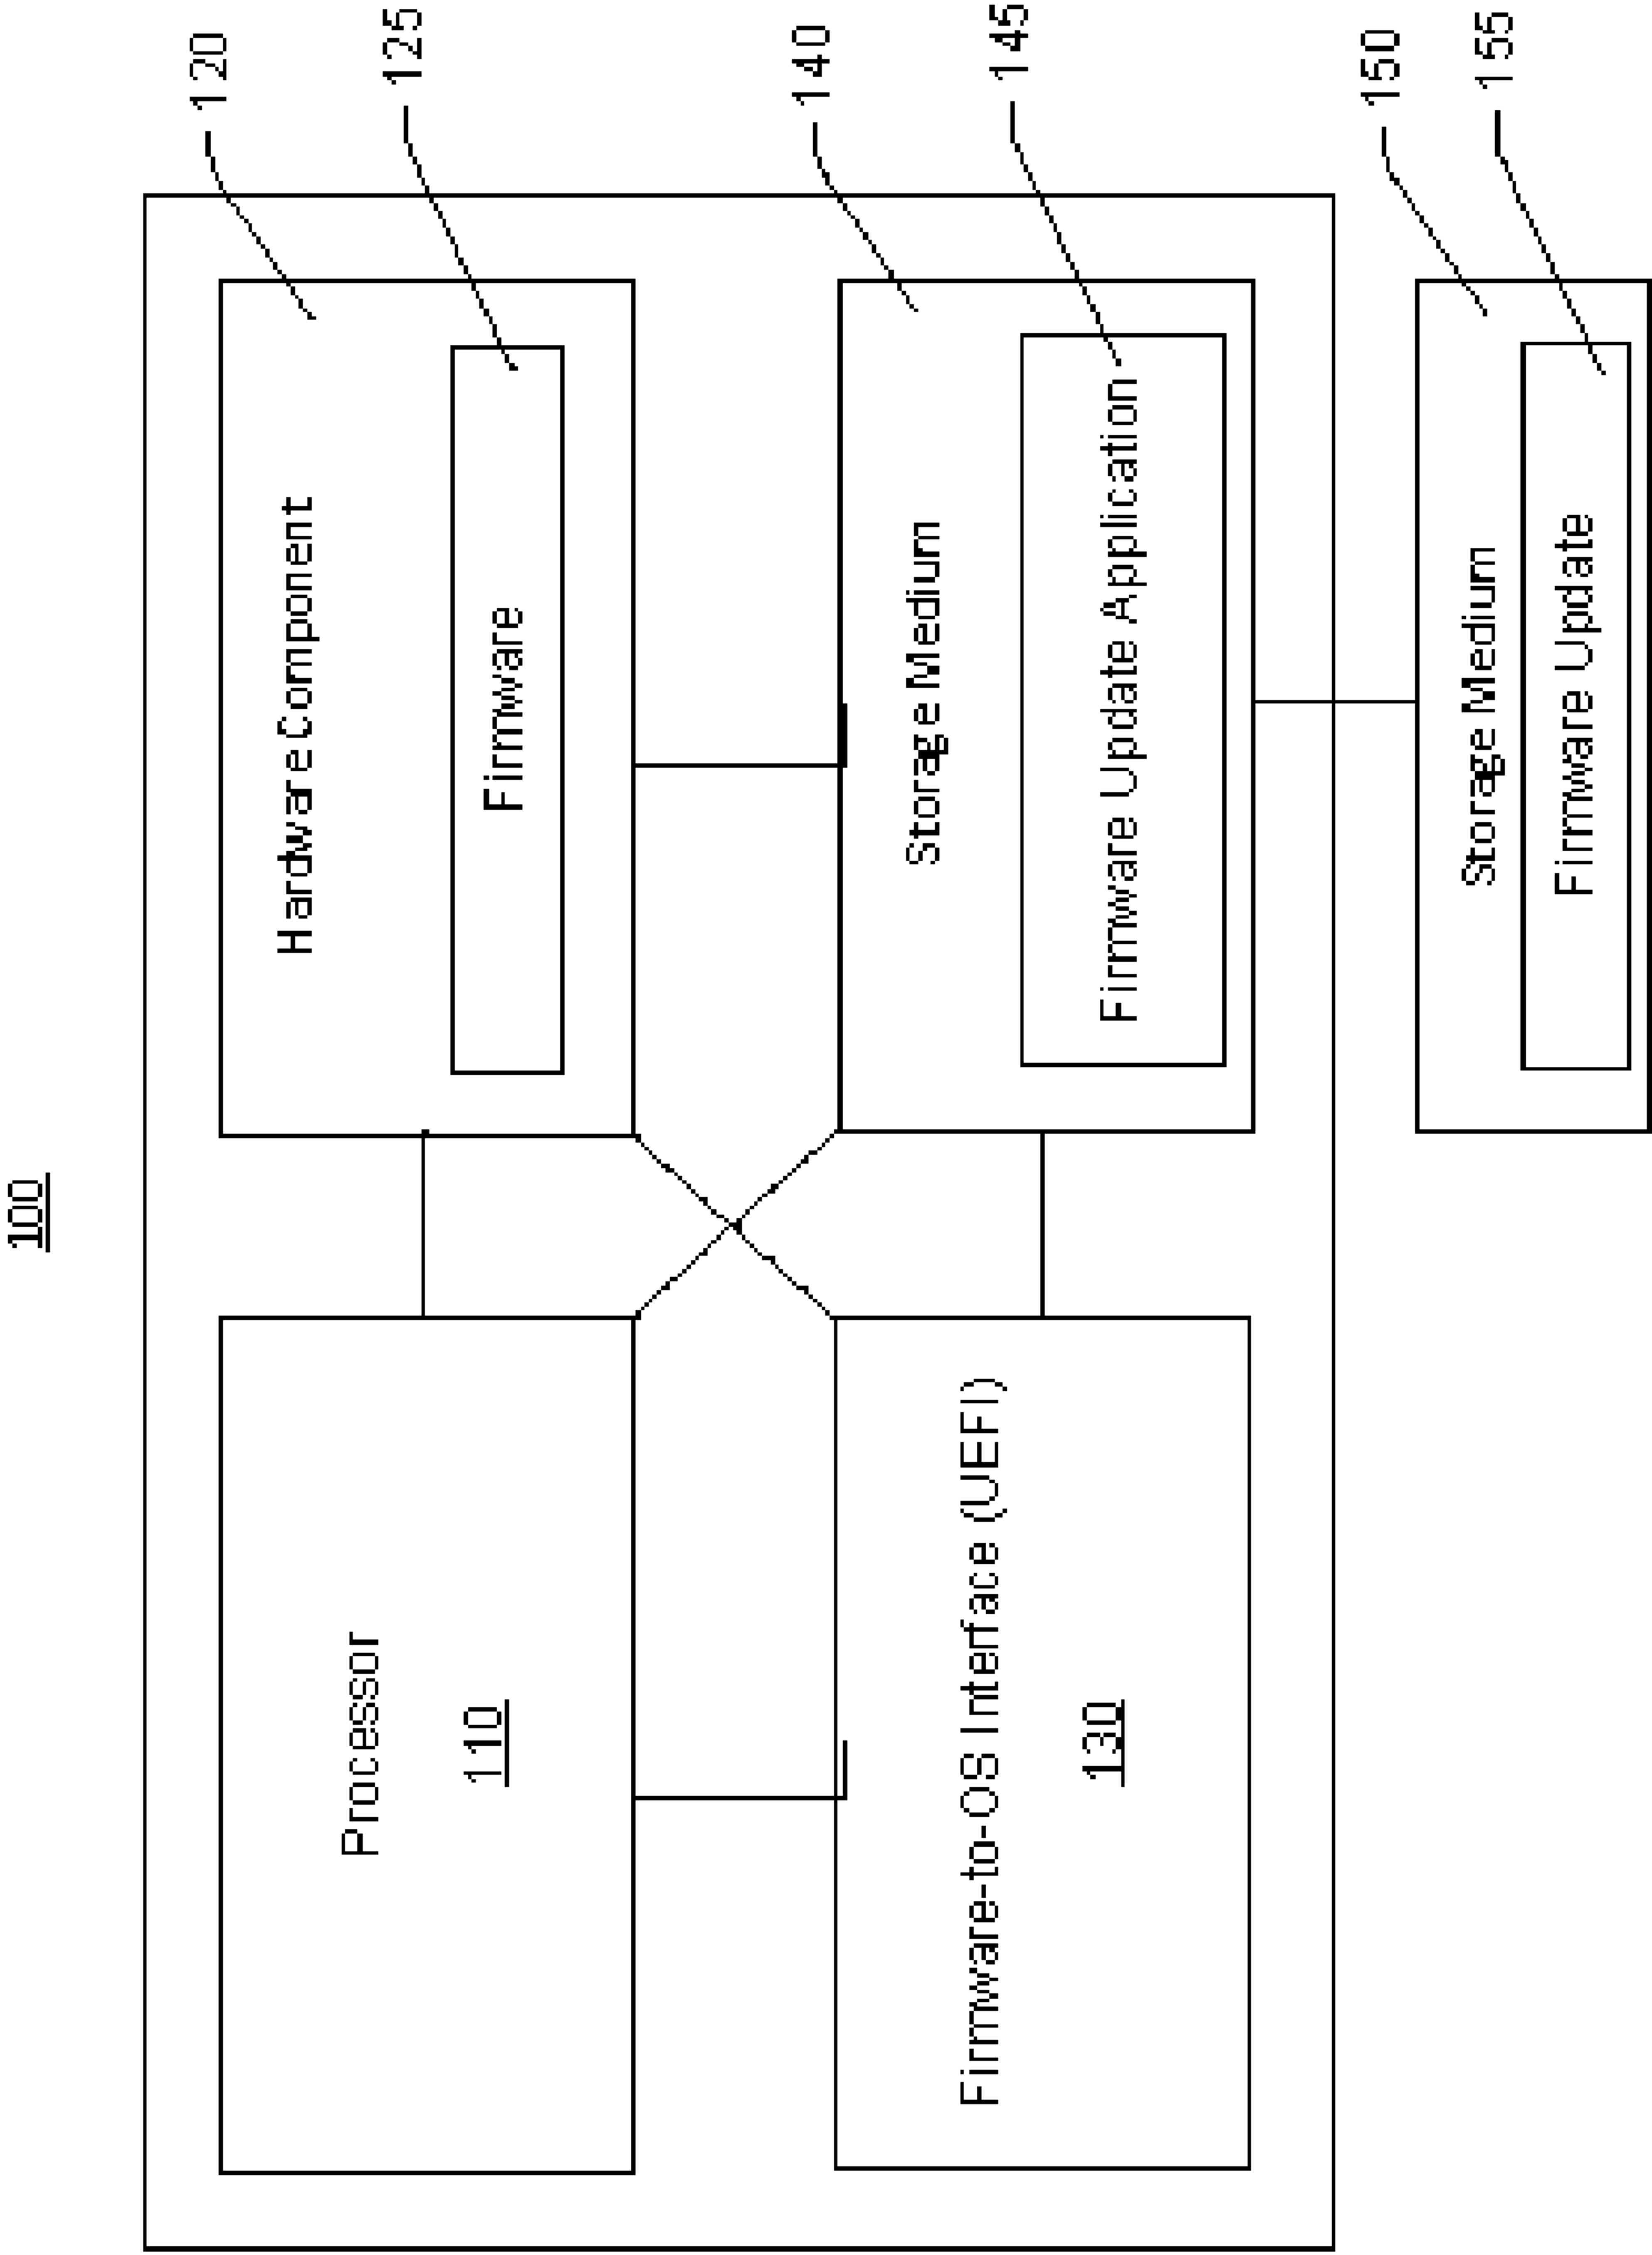 100
Processor
110
Hardware Component
120
Firmware
125
Firmware-to-OS Interface (UEFI)
130
Storage Medium
140
Firmware Update Application
145
Storage Medium
150
Firmware Update
155